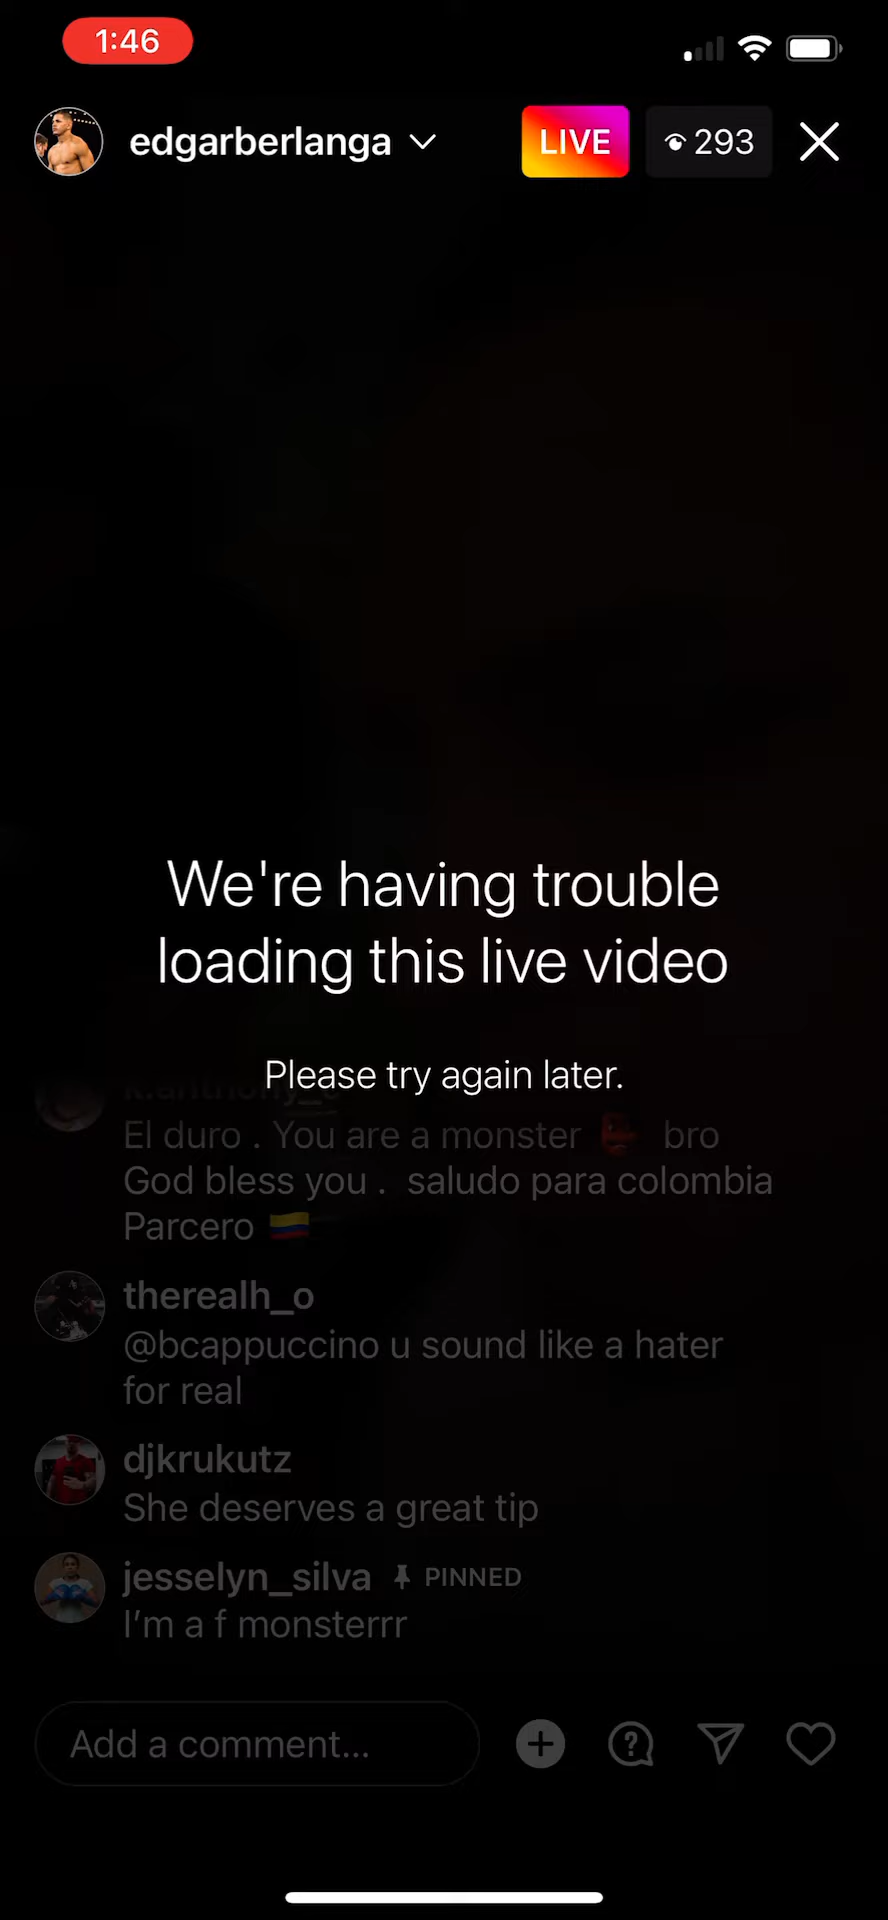 1:46
edgarberlanga
LIVE
293
We're having trouble
loading this live video
Please try again later.
El duro . You are a monster 👺 bro
God bless you . saludo para colombia
Parcero 🇨🇴
therealh_o
@bcappuccino u sound like a hater
for real
djkrukutz
She deserves a great tip
jesselyn_silva PINNED
I'm a f monsterrr
Add a comment...